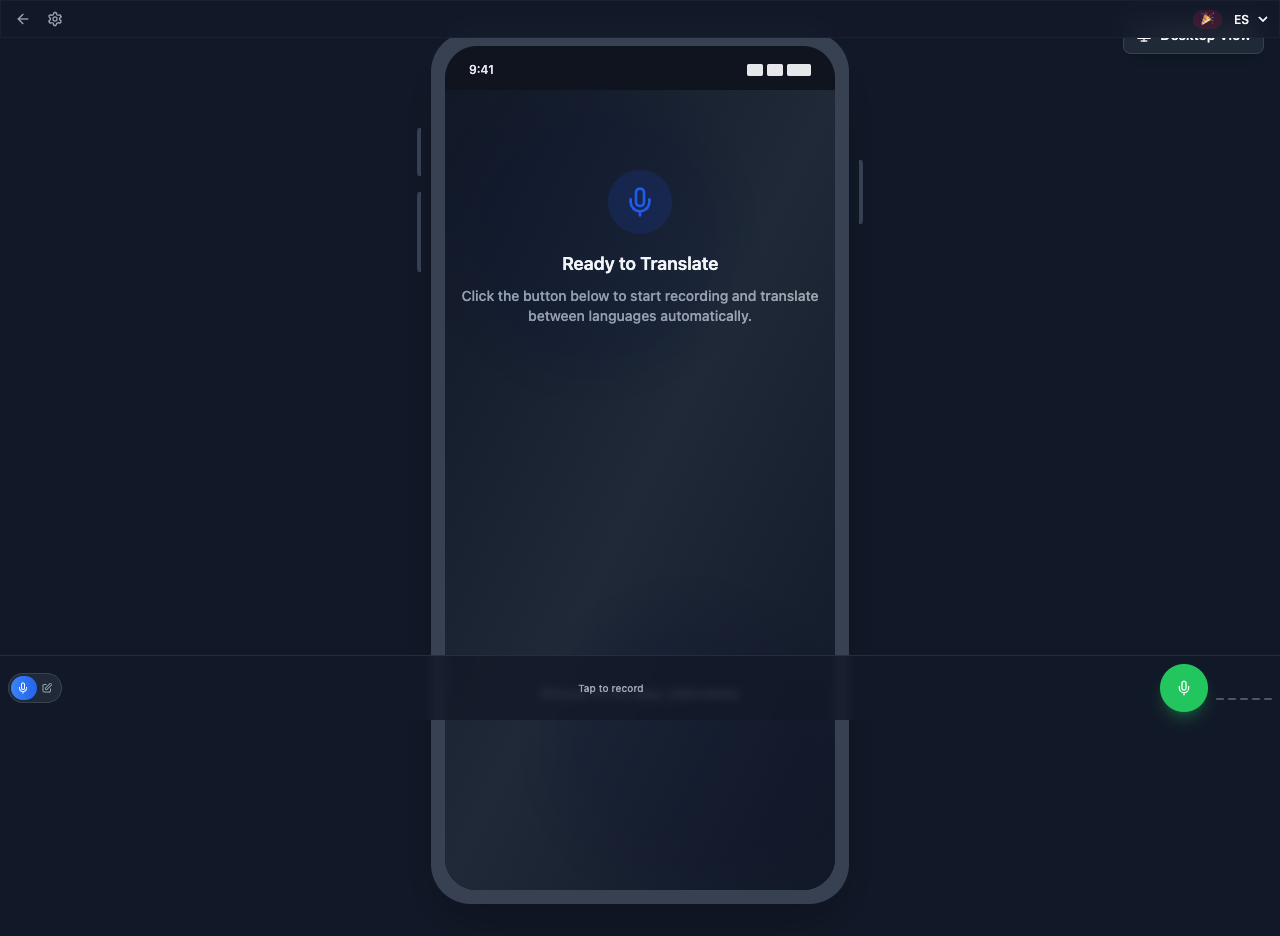 ES
Desktop View
9:41
Ready to Translate
Click the button below to start recording and translate
between languages automatically.
Tap to record